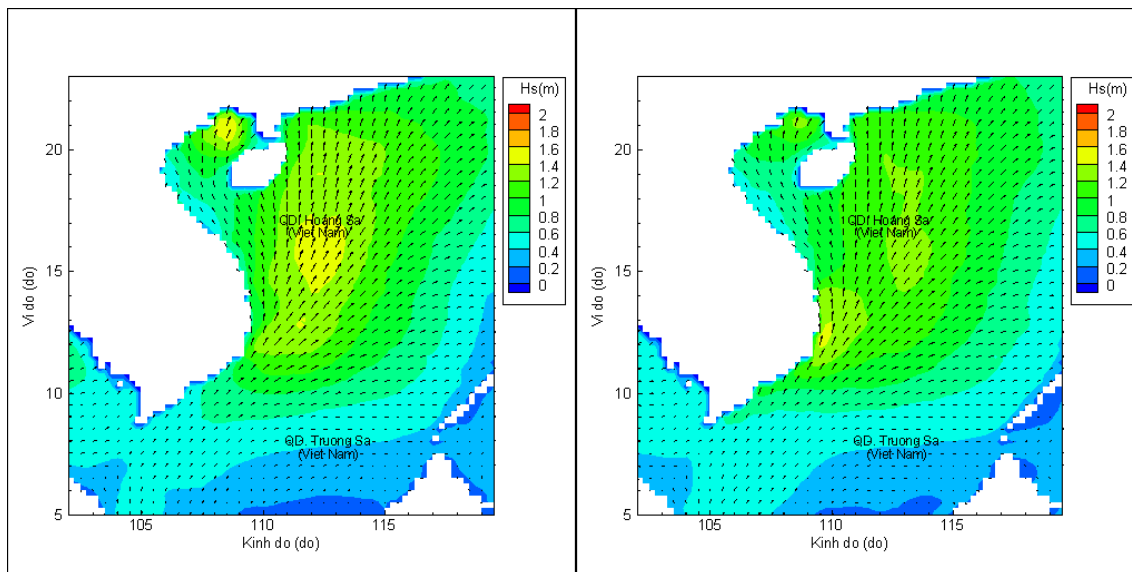 Hs(m)
2
1.8
1.6
1.4
1.2
1
0.8
0.6
0.4
0.2
0
20
15
10
5
Vi do (do)
105
110
115
Kinh do (do)
QD. Hoang Sa
(Viet Nam)
QD. Truong Sa
(Viet Nam)
Hs(m)
2
1.8
1.6
1.4
1.2
1
0.8
0.6
0.4
0.2
0
20
15
10
5
Vi do (do)
105
110
115
Kinh do (do)
QD. Hoang Sa
(Viet Nam)
QD. Truong Sa
(Viet Nam)